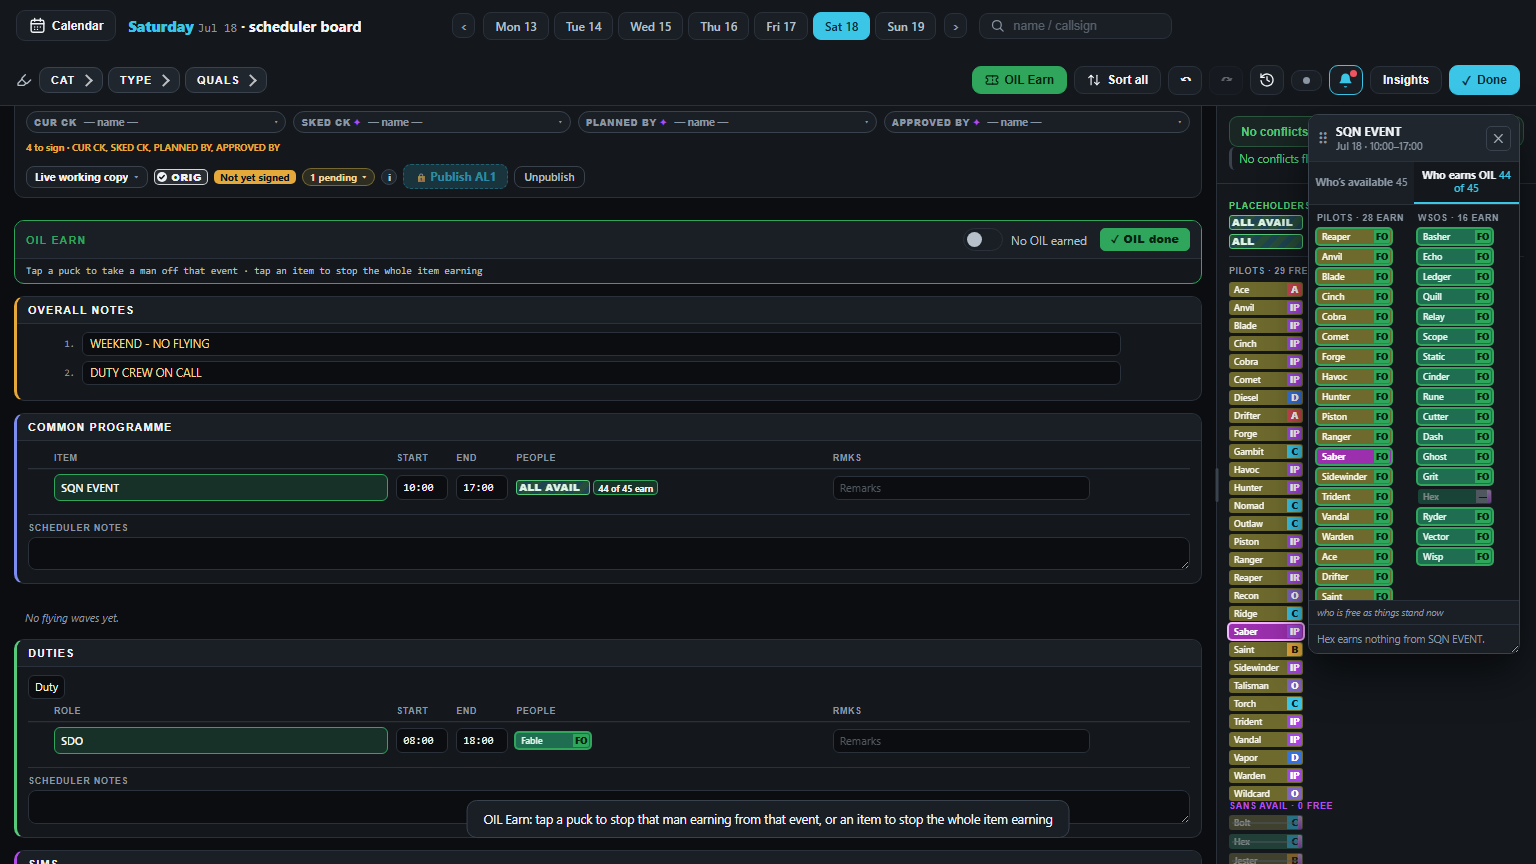 Calendar
Saturday Jul 18 · scheduler board
Mon 13
Tue 14
Wed 15
Thu 16
Fri 17
Sat 18
Sun 19
name / callsign
CAT
TYPE
QUALS
OIL Earn
Sort all
Insights
✓ Done
CUR CK — name —
SKED CK ✦ — name —
PLANNED BY ✦ — name —
APPROVED BY ✦ — name —
4 to sign · CUR CK, SKED CK, PLANNED BY, APPROVED BY
Live working copy
ORIG
Not yet signed
1 pending
i
Publish AL1
Unpublish
OIL EARN
No OIL earned
✓ OIL done
Tap a puck to take a man off that event · tap an item to stop the whole item earning
OVERALL NOTES
1. WEEKEND - NO FLYING
2. DUTY CREW ON CALL
COMMON PROGRAMME
ITEM START END PEOPLE RMKS
SQN EVENT 10:00 17:00 ALL AVAIL 44 of 45 earn Remarks
SCHEDULER NOTES
No flying waves yet.
DUTIES
Duty
ROLE START END PEOPLE RMKS
SDO 08:00 18:00 Fable FO Remarks
SCHEDULER NOTES
OIL Earn: tap a puck to stop that man earning from that event, or an item to stop the whole item earning
SIMS
No conflicts
No conflicts fl
PLACEHOLDERS
ALL AVAIL
ALL
PILOTS · 29 FRE
Ace A
Anvil IP
Blade IP
Cinch IP
Cobra IP
Comet IP
Diesel D
Drifter A
Forge IP
Gambit C
Havoc IP
Hunter IP
Nomad C
Outlaw C
Piston IP
Ranger IP
Reaper IR
Recon O
Ridge C
Saber IP
Saint B
Sidewinder IP
Talisman O
Torch C
Trident IP
Vandal IP
Vapor D
Warden IP
Wildcard O
SANS AVAIL · 0 FREE
Bolt C
Hex C
Jester B
SQN EVENT
Jul 18 · 10:00–17:00
Who's available 45
Who earns OIL 44 of 45
PILOTS · 28 EARN
Reaper FO
Anvil FO
Blade FO
Cinch FO
Cobra FO
Comet FO
Forge FO
Havoc FO
Hunter FO
Piston FO
Ranger FO
Saber FO
Sidewinder FO
Trident FO
Vandal FO
Warden FO
Ace FO
Drifter FO
Saint FO
WSOS · 16 EARN
Basher FO
Echo FO
Ledger FO
Quill FO
Relay FO
Scope FO
Static FO
Cinder FO
Rune FO
Cutter FO
Dash FO
Ghost FO
Grit FO
Hex —
Ryder FO
Vector FO
Wisp FO
who is free as things stand now
Hex earns nothing from SQN EVENT.